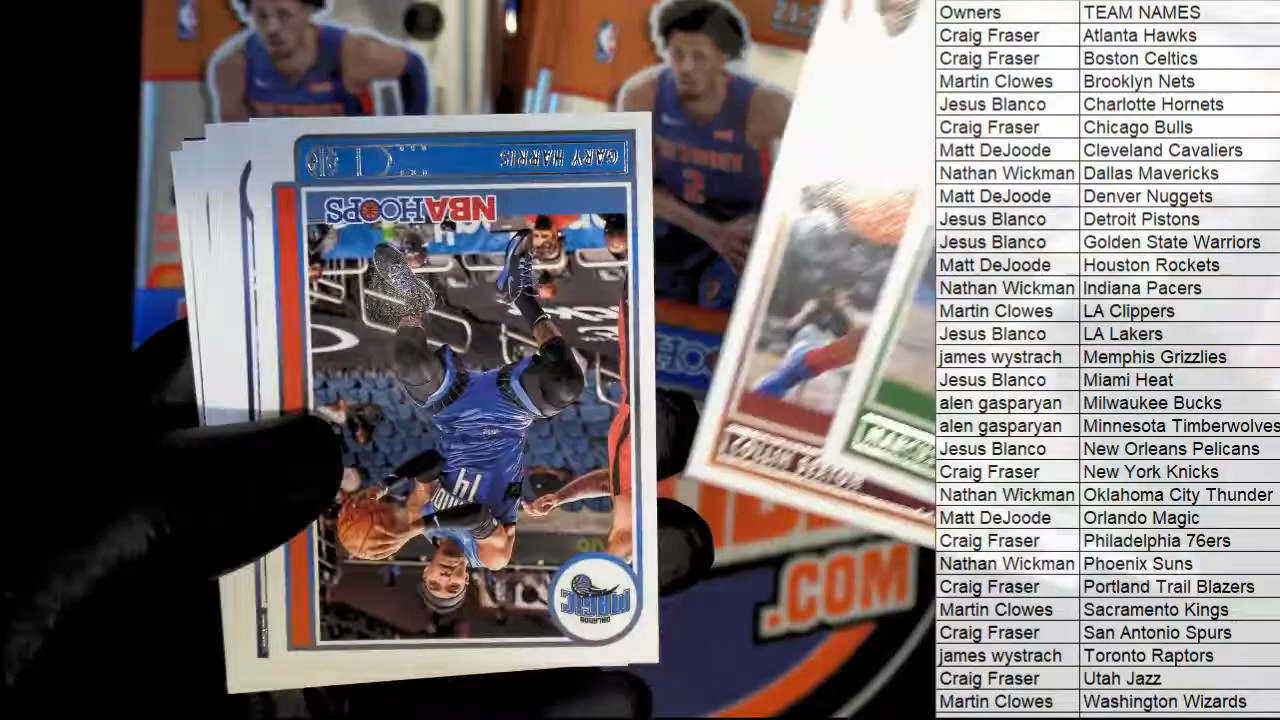 Owners TEAM NAMES
Craig Fraser Atlanta Hawks
Craig Fraser Boston Celtics
Martin Clowes Brooklyn Nets
Jesus Blanco Charlotte Hornets
Craig Fraser Chicago Bulls
Matt DeJoode Cleveland Cavaliers
Nathan Wickman Dallas Mavericks
Matt DeJoode Denver Nuggets
Jesus Blanco Detroit Pistons
Jesus Blanco Golden State Warriors
Matt DeJoode Houston Rockets
Nathan Wickman Indiana Pacers
Martin Clowes LA Clippers
Jesus Blanco LA Lakers
james wystrach Memphis Grizzlies
Jesus Blanco Miami Heat
alen gasparyan Milwaukee Bucks
alen gasparyan Minnesota Timberwolves
Jesus Blanco New Orleans Pelicans
Craig Fraser New York Knicks
Nathan Wickman Oklahoma City Thunder
Matt DeJoode Orlando Magic
Craig Fraser Philadelphia 76ers
Nathan Wickman Phoenix Suns
Craig Fraser Portland Trail Blazers
Martin Clowes Sacramento Kings
Craig Fraser San Antonio Spurs
james wystrach Toronto Raptors
Craig Fraser Utah Jazz
Martin Clowes Washington Wizards
GARY HARRIS
NBA HOOPS
14
ORLANDO
MAGIC
2
.COM